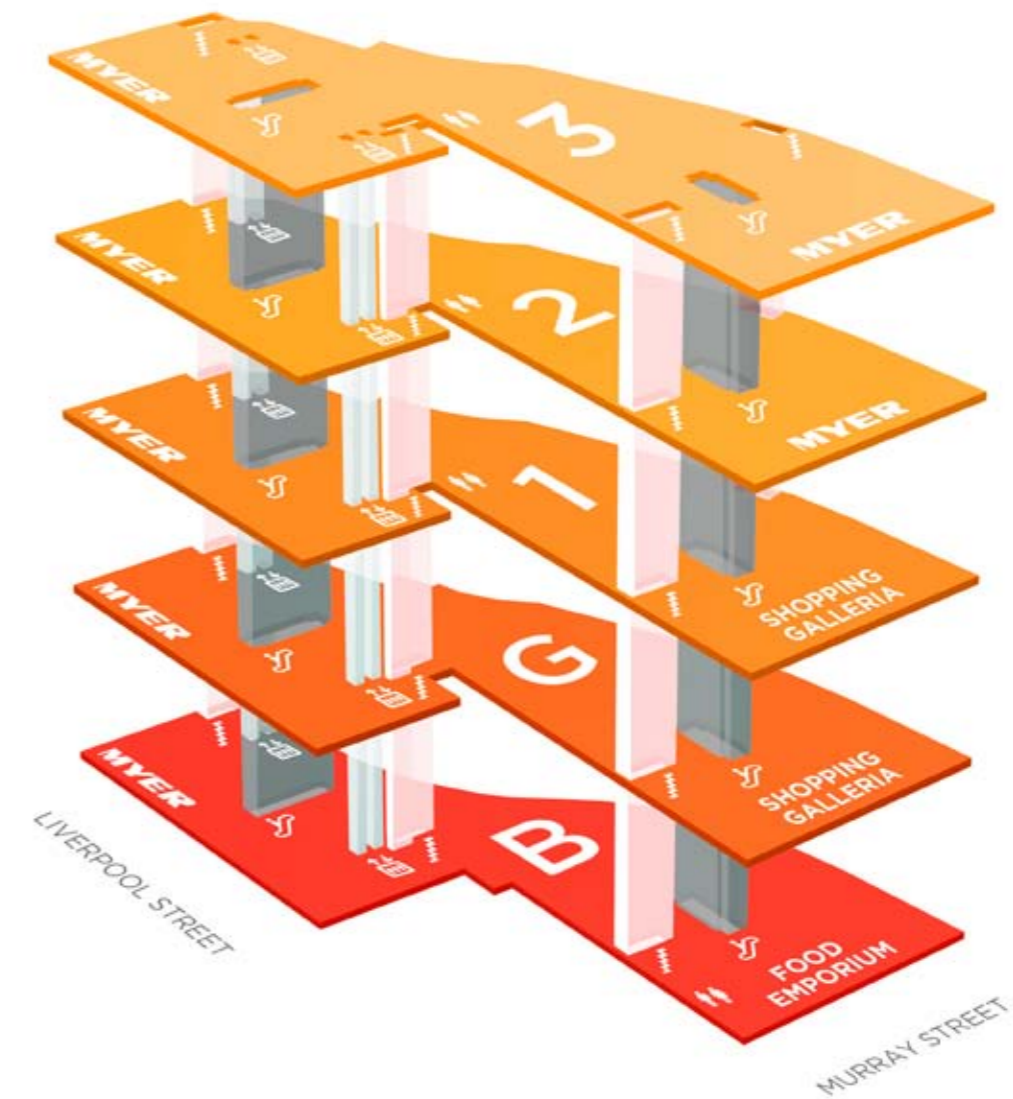 MYER
3
MYER
MYER
2
MYER
MYER
1
SHOPPING
GALLERIA
MYER
G
SHOPPING
GALLERIA
MYER
B
FOOD
EMPORIUM
LIVERPOOL STREET
MURRAY STREET